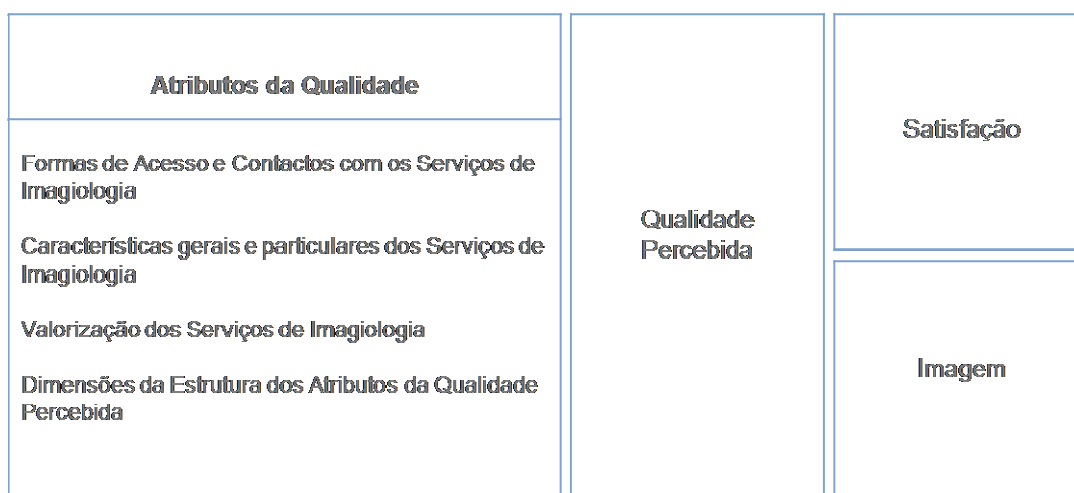 Atributos da Qualidade
Formas de Acesso e Contactos com os Serviços de
Imagiologia
Características gerais e particulares dos Serviços de
Imagiologia
Valorização dos Serviços de Imagiologia
Dimensões da Estrutura dos Atributos da Qualidade
Percebida
Qualidade
Percebida
Satisfação
Imagem